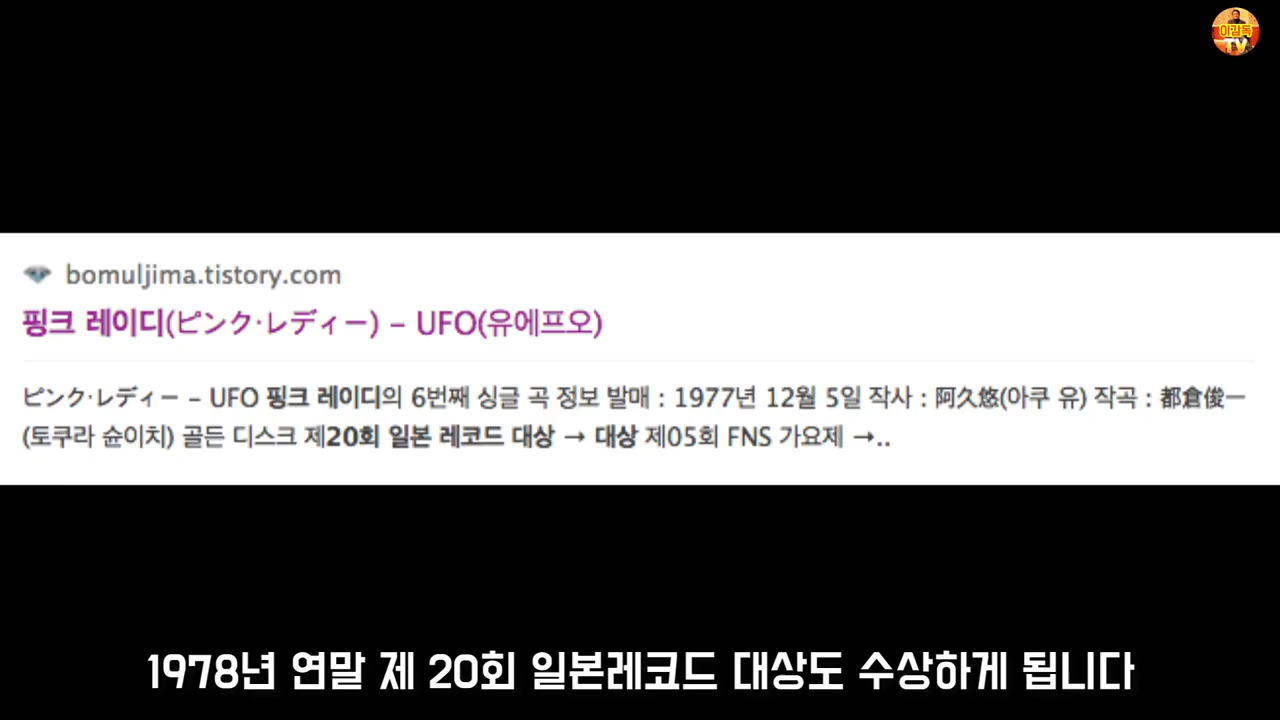 이감독
TV
bomuljima.tistory.com
핑크 레이디(ピンク·レディー) – UFO(유에프오)
ピンク·レディー – UFO 핑크 레이디의 6번째 싱글 곡 정보 발매 : 1977년 12월 5일 작사 : 阿久悠(아쿠 유) 작곡 : 都倉俊一
(토쿠라 슌이치) 골든 디스크 제20회 일본 레코드 대상 → 대상 제05회 FNS 가요제 →..
1978년 연말 제 20회 일본레코드 대상도 수상하게 됩니다